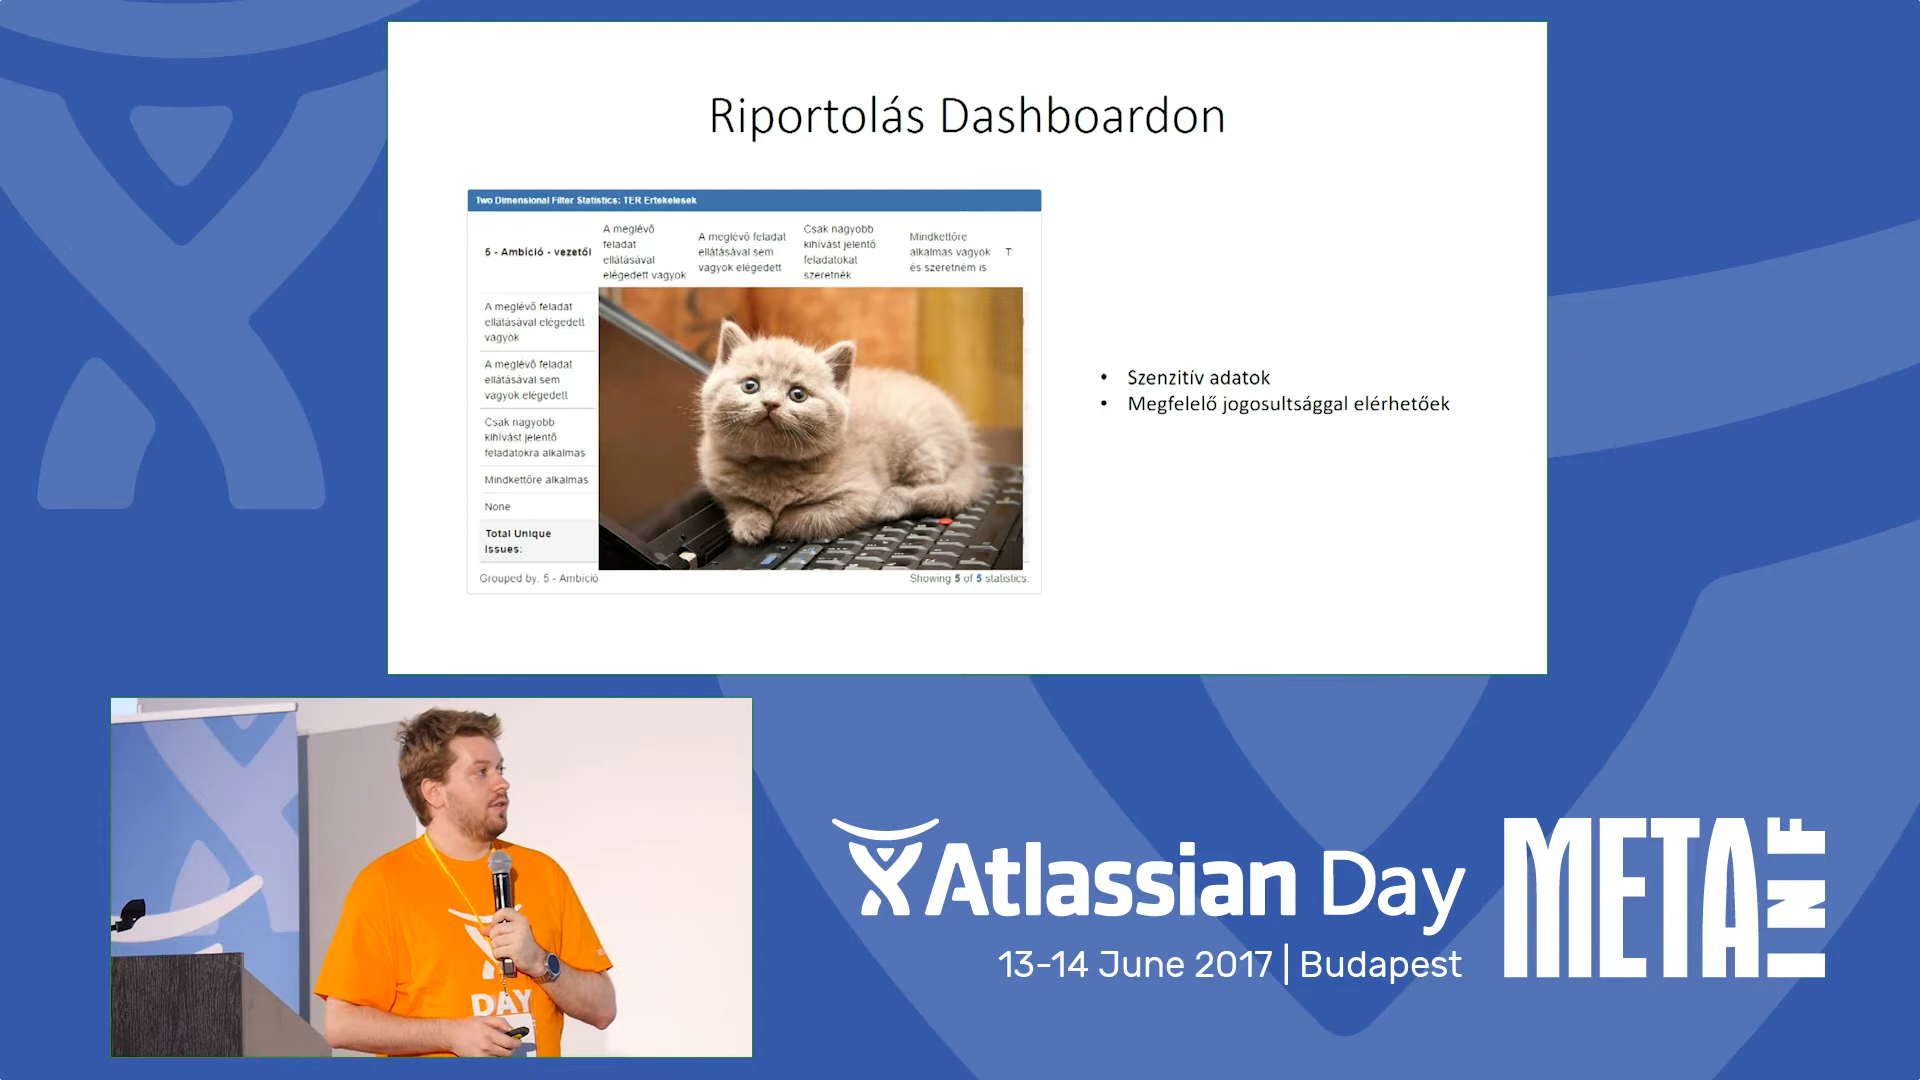 Riportolás Dashboardon
Two Dimensional Filter Statistics: TER Ertekelesek
5 - Ambíció - vezetői
A meglévő
feladat
ellátásával
elégedett vagyok
A meglévő feladat
ellátásával sem
vagyok elégedett
Csak nagyobb
kihívást jelentő
feladatokat
szeretnék
Mindkettőre
alkalmas vagyok
és szeretném is
T
A meglévő feladat
ellátásával elégedett
vagyok
A meglévő feladat
ellátásával sem
vagyok elégedett
Csak nagyobb
kihívást jelentő
feladatokra alkalmas
Mindkettőre alkalmas
None
Total Unique
Issues:
Grouped by: 5 - Ambíció
Showing 5 of 5 statistics.
• Szenzitív adatok
• Megfelelő jogosultsággal elérhetőek
DAY
Atlassian Day
13-14 June 2017 | Budapest
META
INF